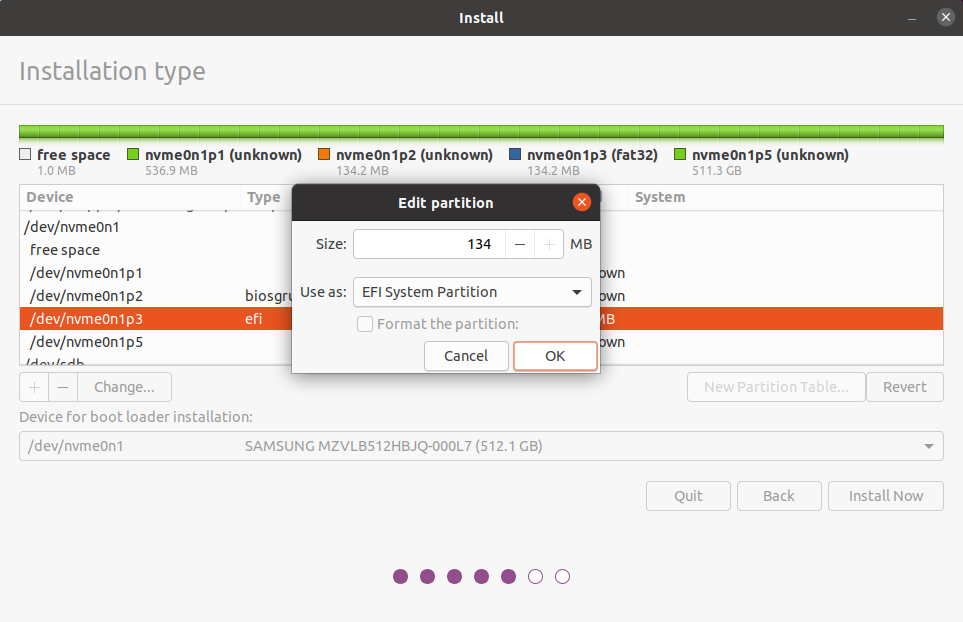 Install
Installation type
free space nvme0n1p1 (unknown) nvme0n1p2 (unknown) nvme0n1p3 (fat32) nvme0n1p5 (unknown)
1.0 MB 536.9 MB 134.2 MB 134.2 MB 511.3 GB
Device Type System
/dev/nvme0n1
free space
/dev/nvme0n1p1 own
/dev/nvme0n1p2 biosgru own
/dev/nvme0n1p3 efi MB
/dev/nvme0n1p5 own
/dev/sdb
Edit partition
Size: 134 MB
Use as: EFI System Partition
Format the partition:
Cancel OK
+ − Change... New Partition Table... Revert
Device for boot loader installation:
/dev/nvme0n1 SAMSUNG MZVLB512HBJQ-000L7 (512.1 GB)
Quit Back Install Now